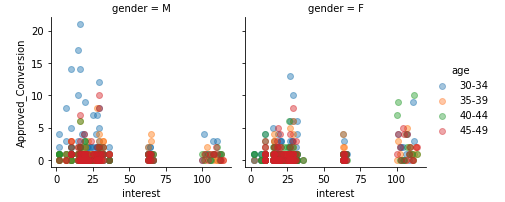 gender = M
gender = F
Approved_Conversion
20
15
10
5
0
0 25 50 75 100
0 25 50 75 100
interest
interest
age
30-34
35-39
40-44
45-49